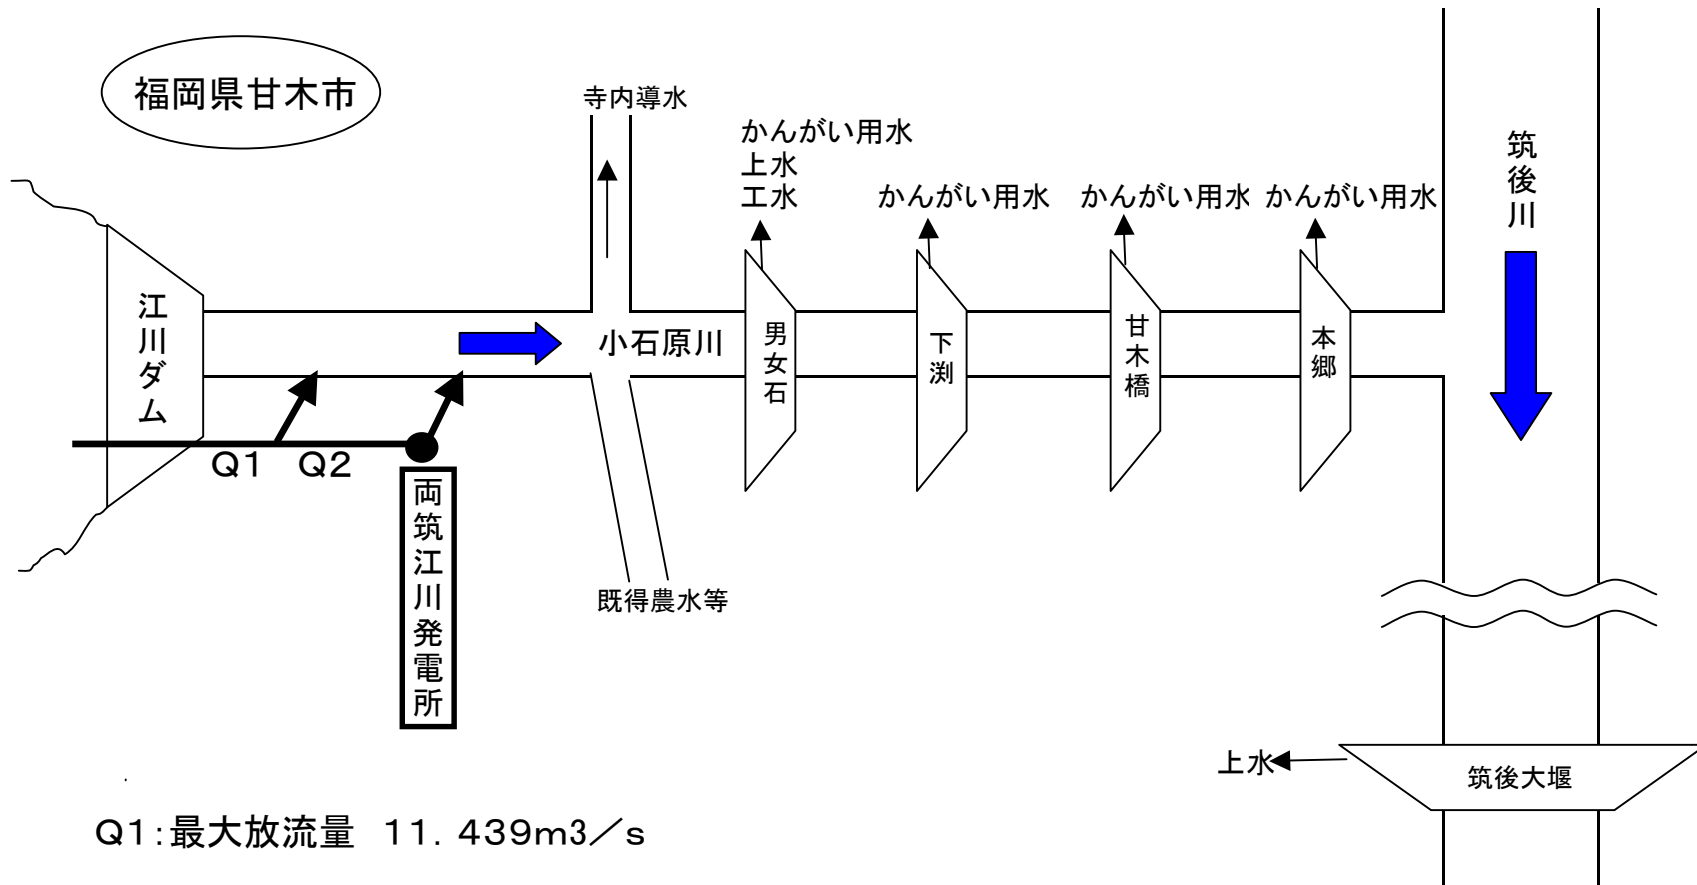 福岡県甘木市
寺内導水
かんがい用水
上水
工水
かんがい用水
かんがい用水
かんがい用水
筑後川
江川ダム
小石原川
男女石
下渕
甘木橋
本郷
Q1
Q2
両筑江川発電所
既得農水等
上水
筑後大堰
Q1:最大放流量 11.439m3/s